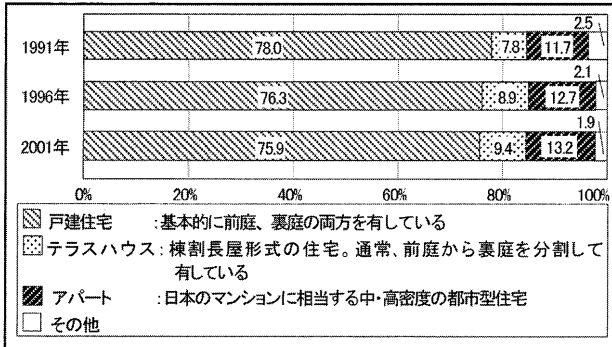 2.5
1991年 78.0 7.8 11.7
2.1
1996年 76.3 8.9 12.7
1.9
2001年 75.9 9.4 13.2
0% 20% 40% 60% 80% 100%
戸建住宅 :基本的に前庭、裏庭の両方を有している
テラスハウス:棟割長屋形式の住宅。通常、前庭から裏庭を分割して
有している
アパート :日本のマンションに相当する中・高密度の都市型住宅
その他